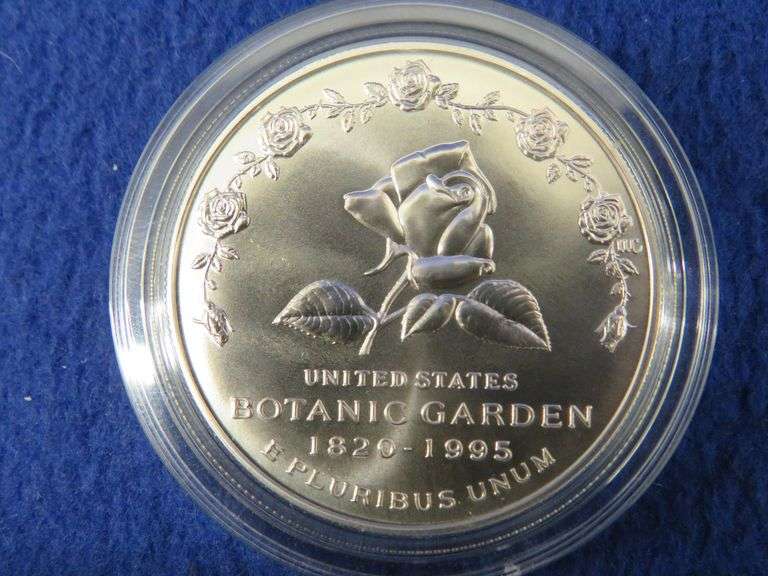 UNITED STATES
BOTANIC GARDEN
1820-1995
E PLURIBUS UNUM